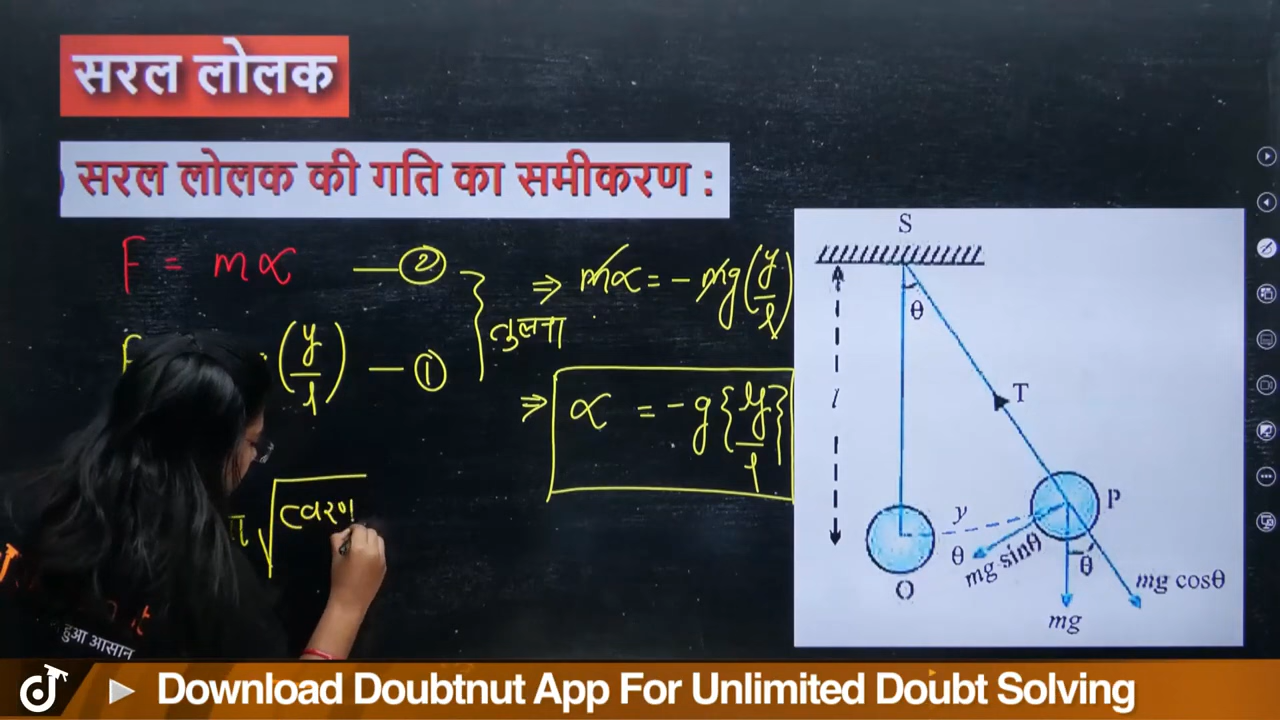 सरल लोलक
सरल लोलक की गति का समीकरण :
F = mα —②
F (y/l) —①
तुलना
⇒ mα = - mg(y/l)
⇒ α = -g{y/l}
π√त्वरण
S
θ
T
l
P
y
θ
mg sinθ
θ
O
mg cosθ
mg
हुआ आसान
Download Doubtnut App For Unlimited Doubt Solving